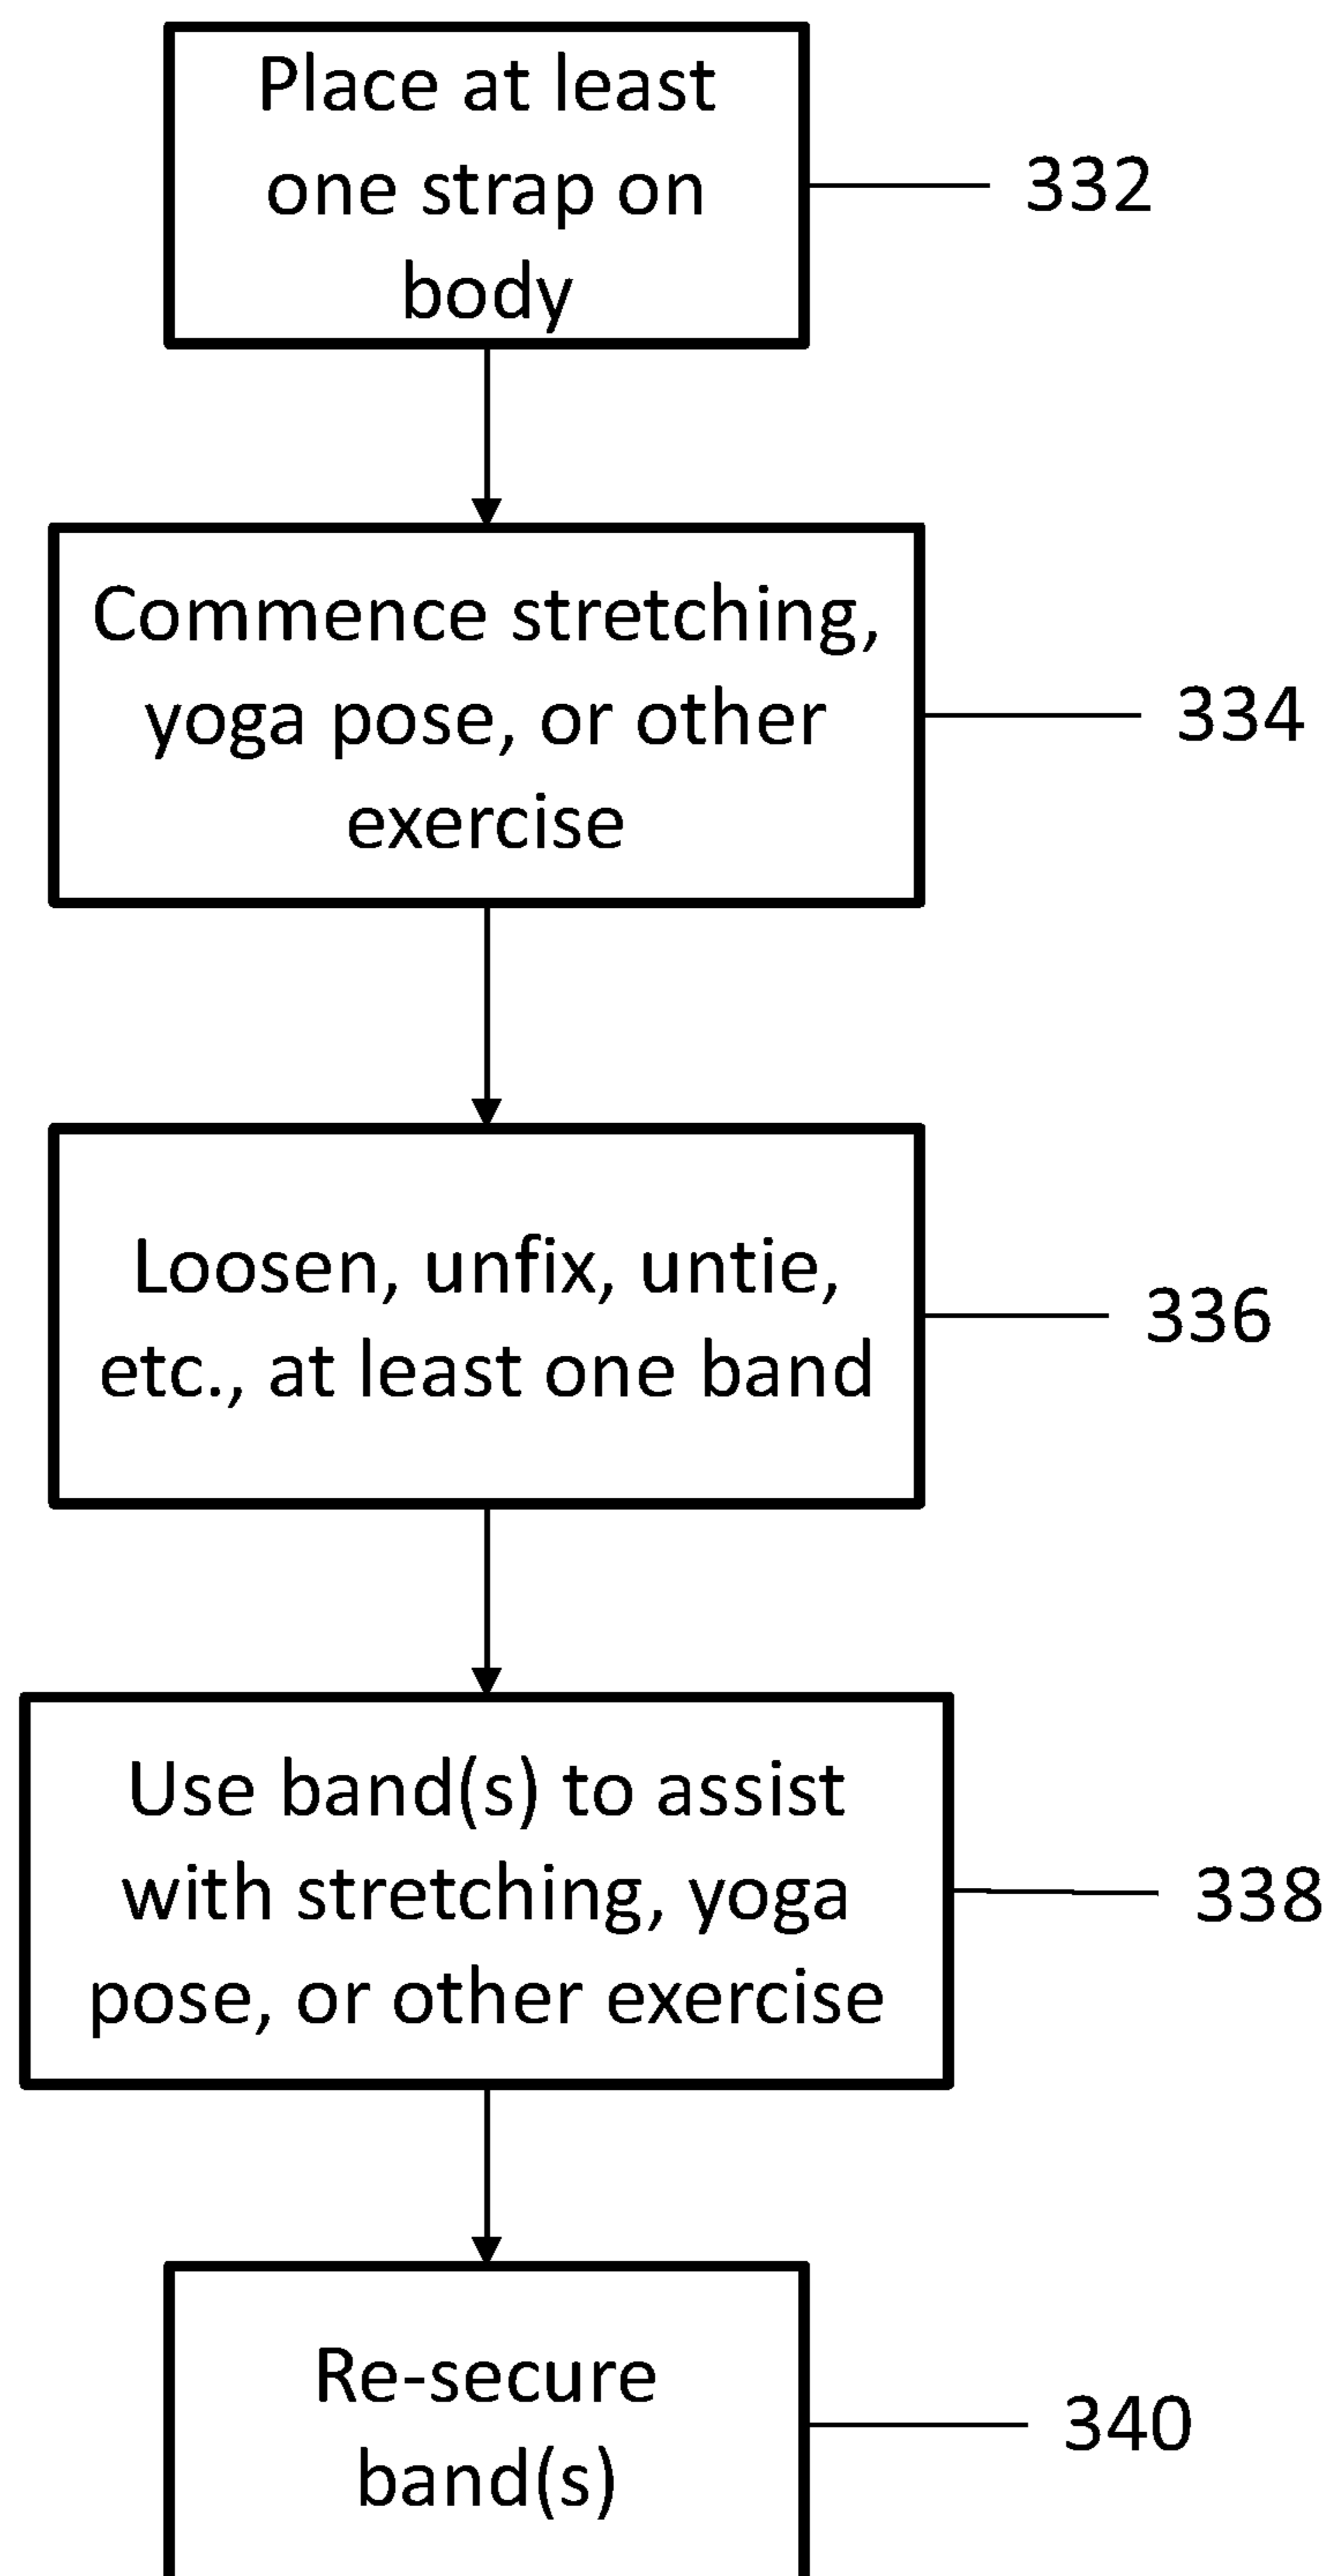 Place at least
one strap on
body
332
Commence stretching,
yoga pose, or other
exercise
334
Loosen, unfix, untie,
etc., at least one band
336
Use band(s) to assist
with stretching, yoga
pose, or other exercise
338
Re-secure
band(s)
340